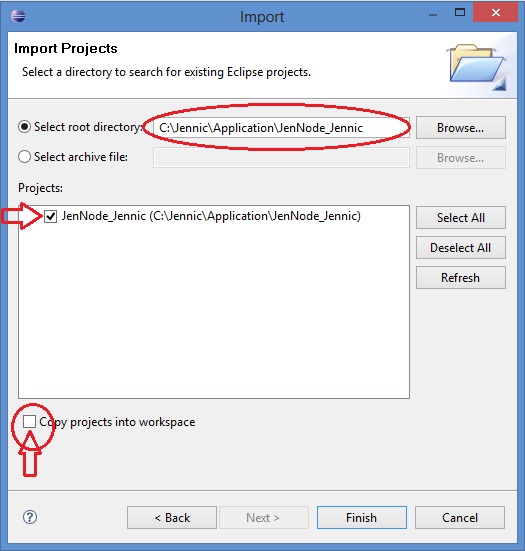 Import
Import Projects
Select a directory to search for existing Eclipse projects.
Select root directory: C:\Jennic\Application\JenNode_Jennic Browse...
Select archive file: Browse...
Projects:
JenNode_Jennic (C:\Jennic\Application\JenNode_Jennic) Select All
Deselect All
Refresh
Copy projects into workspace
? < Back Next > Finish Cancel